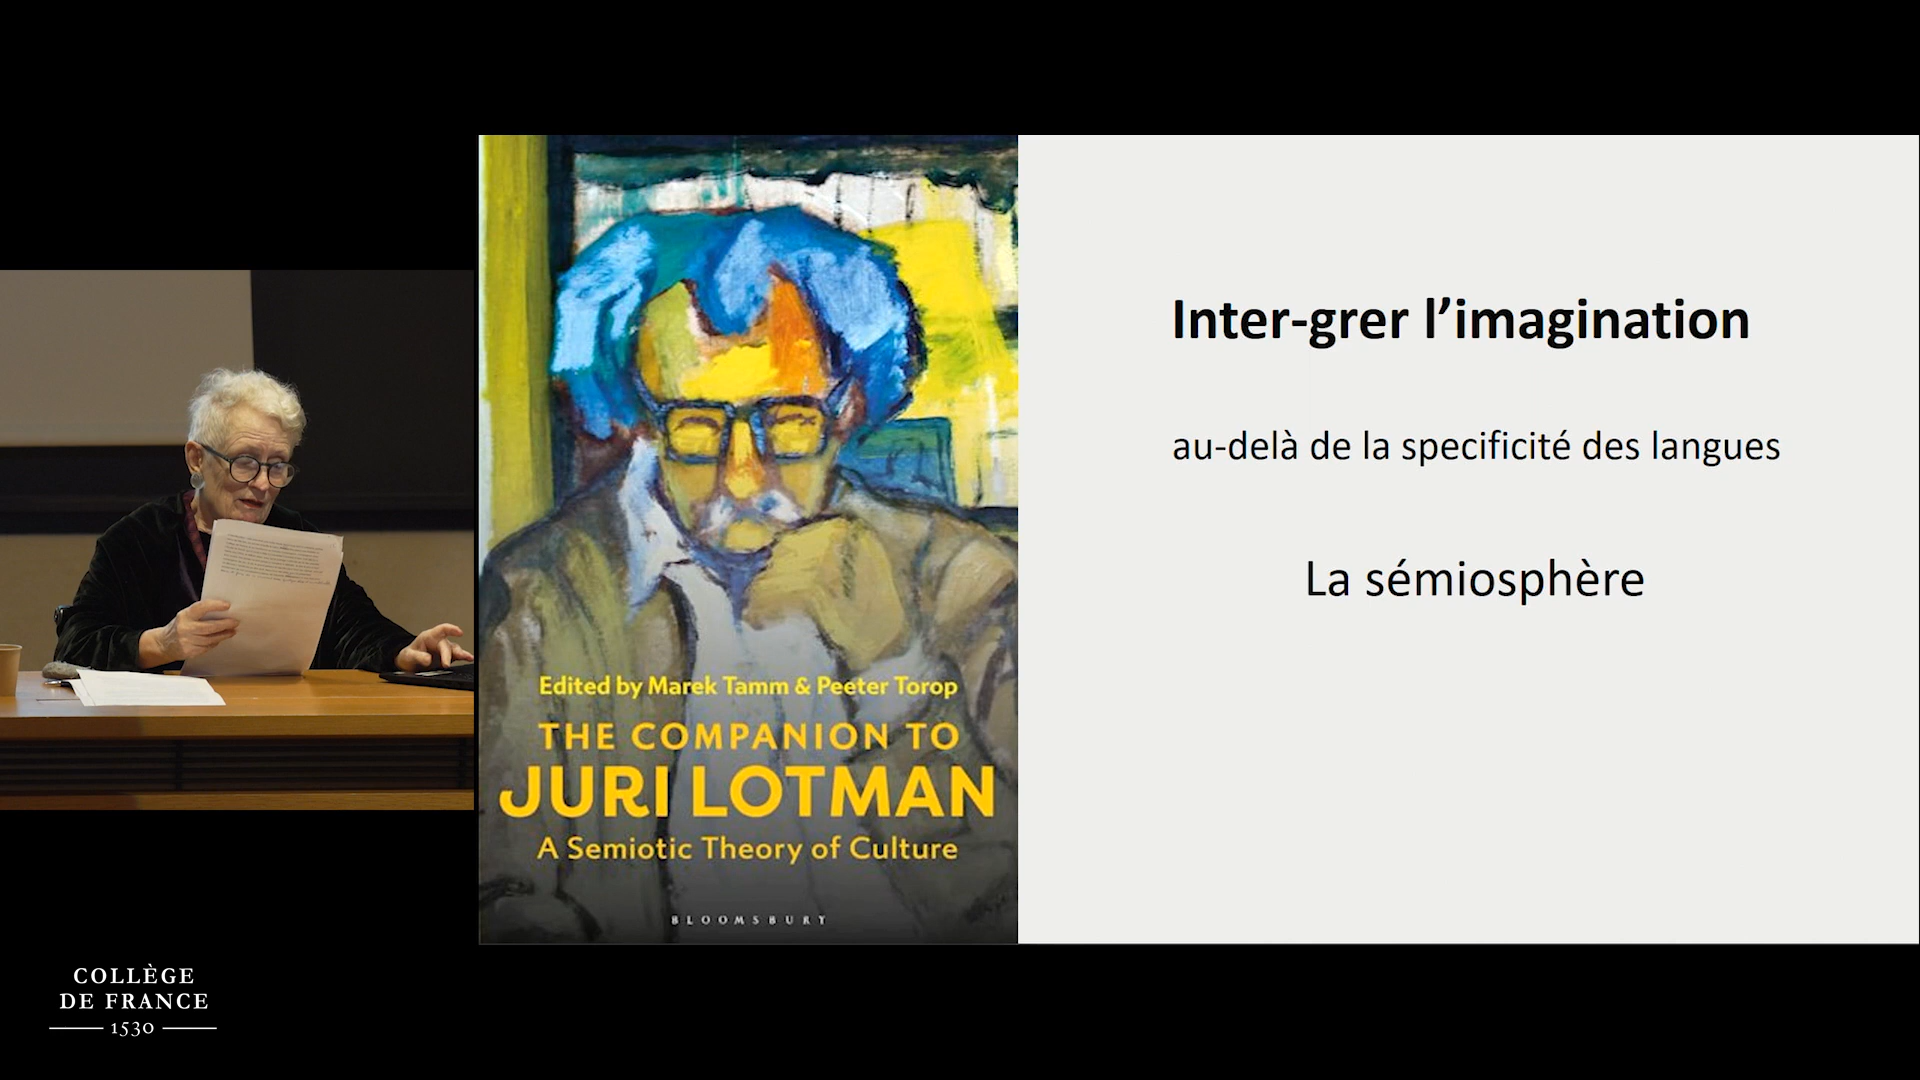 Edited by Marek Tamm & Peeter Torop
THE COMPANION TO
JURI LOTMAN
A Semiotic Theory of Culture
BLOOMSBURY
Inter-grer l’imagination
au-delà de la specificité des langues
La sémiosphère
COLLÈGE
DE FRANCE
1530